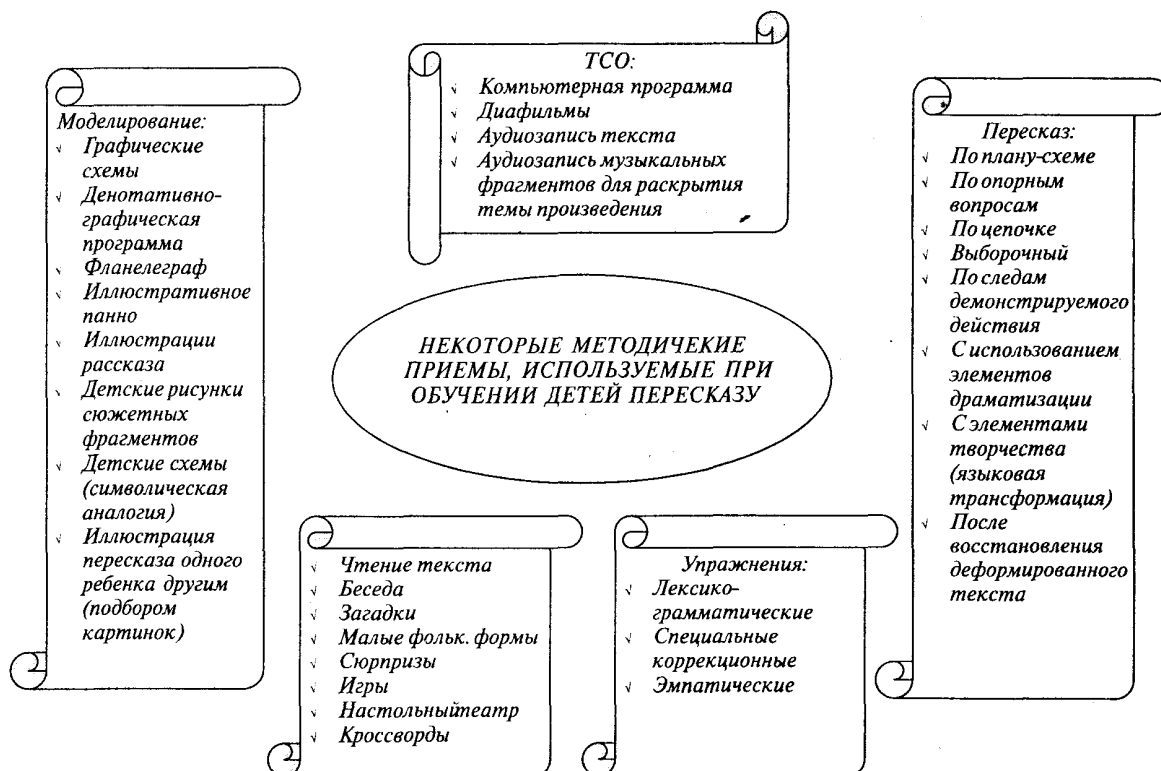 ТСО:
√ Компьютерная программа
√ Диафильмы
√ Аудиозапись текста
√ Аудиозапись музыкальных
фрагментов для раскрытия
темы произведения
Моделирование:
√ Графические
схемы
√ Денотативно-
графическая
программа
√ Фланелеграф
√ Иллюстративное
панно
√ Иллюстрации
рассказа
√ Детские рисунки
сюжетных
фрагментов
√ Детские схемы
(символическая
аналогия)
√ Иллюстрация
пересказа одного
ребенка другим
(подбором
картинок)
НЕКОТОРЫЕ МЕТОДИЧЕКИЕ
ПРИЕМЫ, ИСПОЛЬЗУЕМЫЕ ПРИ
ОБУЧЕНИИ ДЕТЕЙ ПЕРЕСКАЗУ
Пересказ:
√ По плану-схеме
√ По опорным
вопросам
√ По цепочке
√ Выборочный
√ По следам
демонстрируемого
действия
√ С использованием
элементов
драматизации
√ С элементами
творчества
(языковая
трансформация)
√ После
восстановления
деформированного
текста
√ Чтение текста
√ Беседа
√ Загадки
√ Малые фольк. формы
√ Сюрпризы
√ Игры
√ Настольныйтеатр
√ Кроссворды
Упражнения:
√ Лексико-
грамматические
√ Специальные
коррекционные
√ Эмпатические